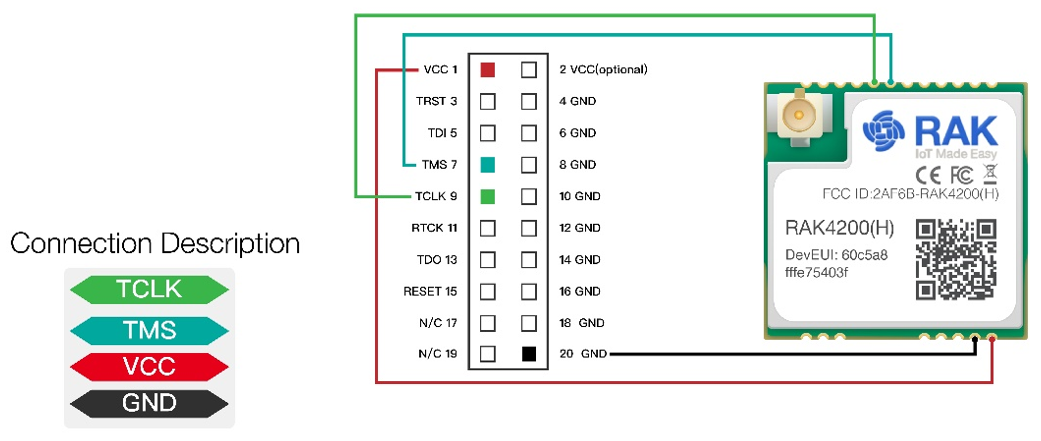 VCC 1 2 VCC(optional)
TRST 3 4 GND
TDI 5 6 GND
TMS 7 8 GND
TCLK 9 10 GND
RTCK 11 12 GND
TDO 13 14 GND
RESET 15 16 GND
N/C 17 18 GND
N/C 19 20 GND
RAK
IoT Made Easy
CE FC
FCC ID:2AF6B-RAK4200(H)
RAK4200(H)
DevEUI: 60c5a8
fffe75403f
Connection Description
TCLK
TMS
VCC
GND